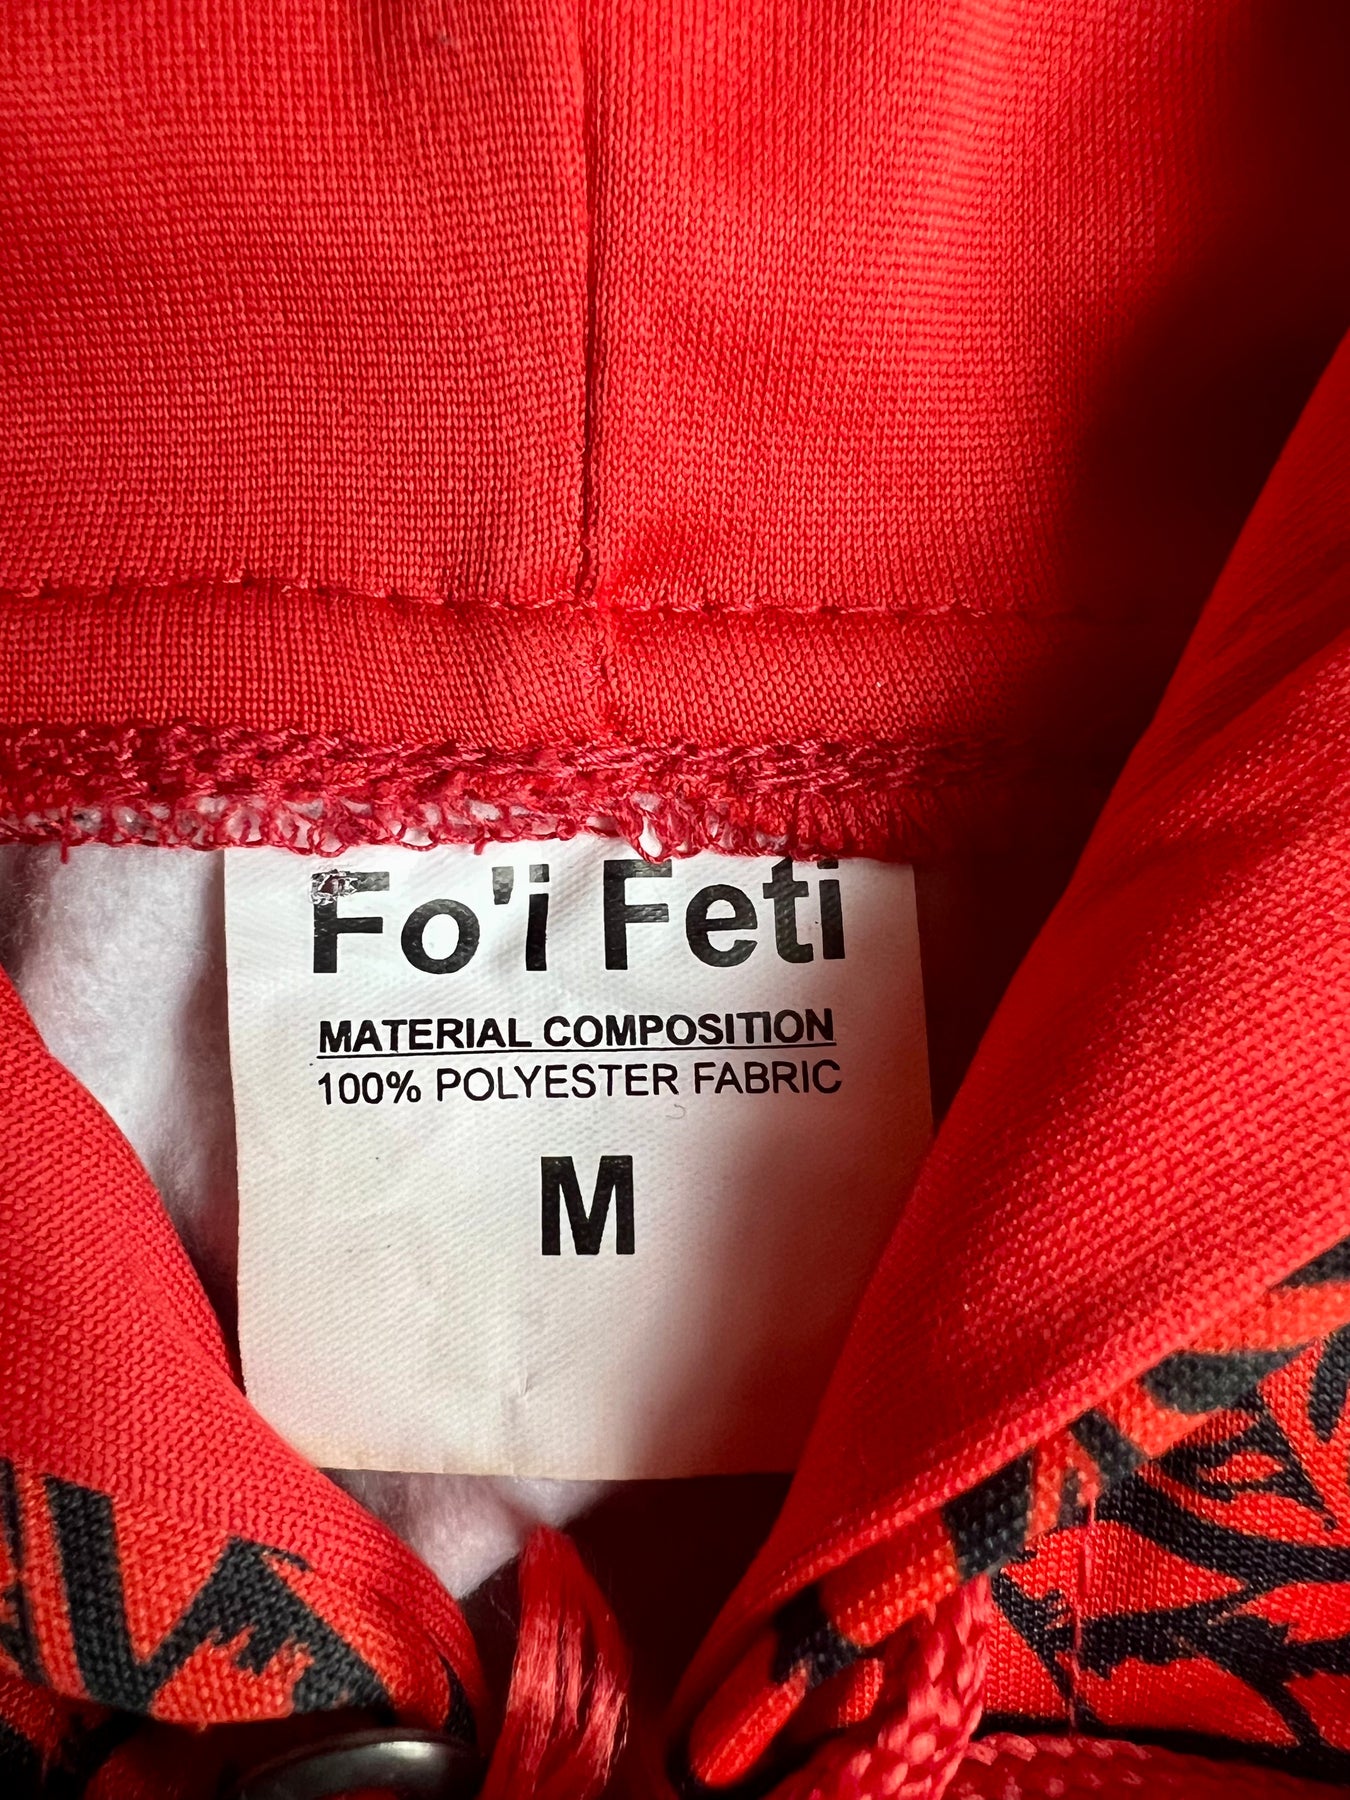 Fo'i Feti
MATERIAL COMPOSITION
100% POLYESTER FABRIC
M